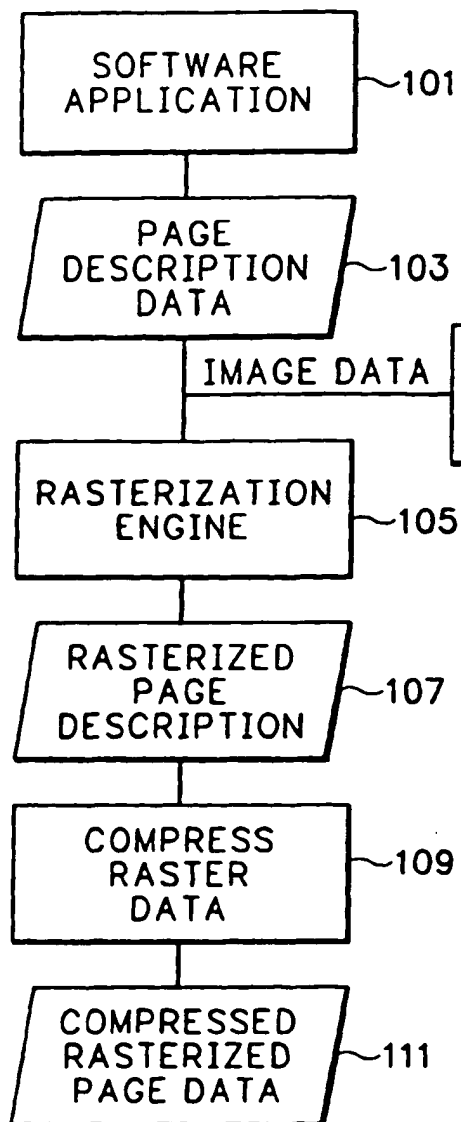 SOFTWARE
APPLICATION
101
PAGE
DESCRIPTION
DATA
103
IMAGE DATA
RASTERIZATION
ENGINE
105
RASTERIZED
PAGE
DESCRIPTION
107
COMPRESS
RASTER
DATA
109
COMPRESSED
RASTERIZED
PAGE DATA
111